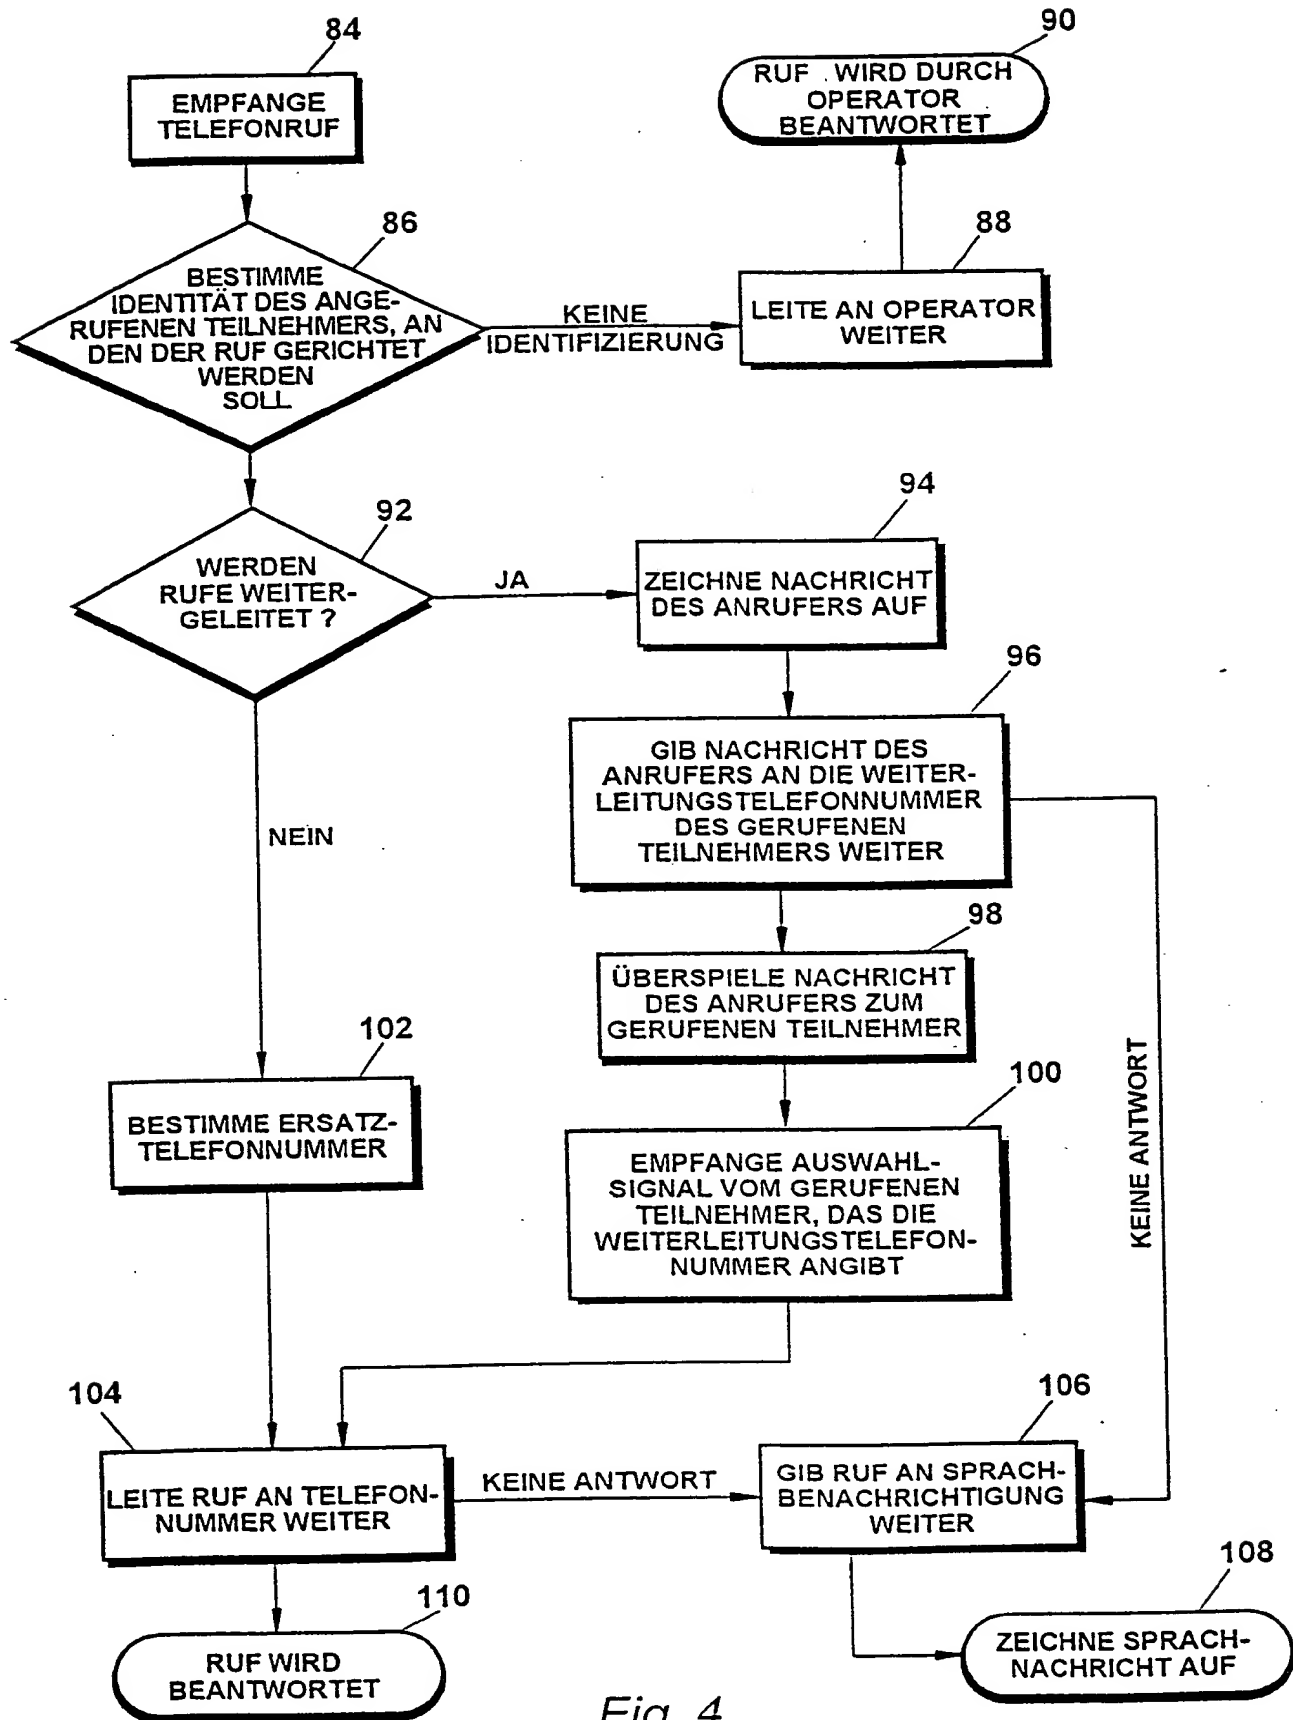 84
EMPFANGE
TELEFONRUF
90
RUF WIRD DURCH
OPERATOR
BEANTWORTET
86
BESTIMME
IDENTITÄT DES ANGE-
RUFENEN TEILNEHMERS, AN
DEN DER RUF GERICHTET
WERDEN
SOLL
KEINE
IDENTIFIZIERUNG
88
LEITE AN OPERATOR
WEITER
92
WERDEN
RUFE WEITER-
GELEITET ?
JA
94
ZEICHNE NACHRICHT
DES ANRUFERS AUF
96
GIB NACHRICHT DES
ANRUFERS AN DIE WEITER-
LEITUNGSTELEFONNUMMER
DES GERUFENEN
TEILNEHMERS WEITER
NEIN
98
ÜBERSPIELE NACHRICHT
DES ANRUFERS ZUM
GERUFENEN TEILNEHMER
102
BESTIMME ERSATZ-
TELEFONNUMMER
100
EMPFANGE AUSWAHL-
SIGNAL VOM GERUFENEN
TEILNEHMER, DAS DIE
WEITERLEITUNGSTELEFON-
NUMMER ANGIBT
KEINE ANTWORT
104
LEITE RUF AN TELEFON-
NUMMER WEITER
KEINE ANTWORT
106
GIB RUF AN SPRACH-
BENACHRICHTIGUNG
WEITER
108
ZEICHNE SPRACH-
NACHRICHT AUF
110
RUF WIRD
BEANTWORTET
Fig. 4